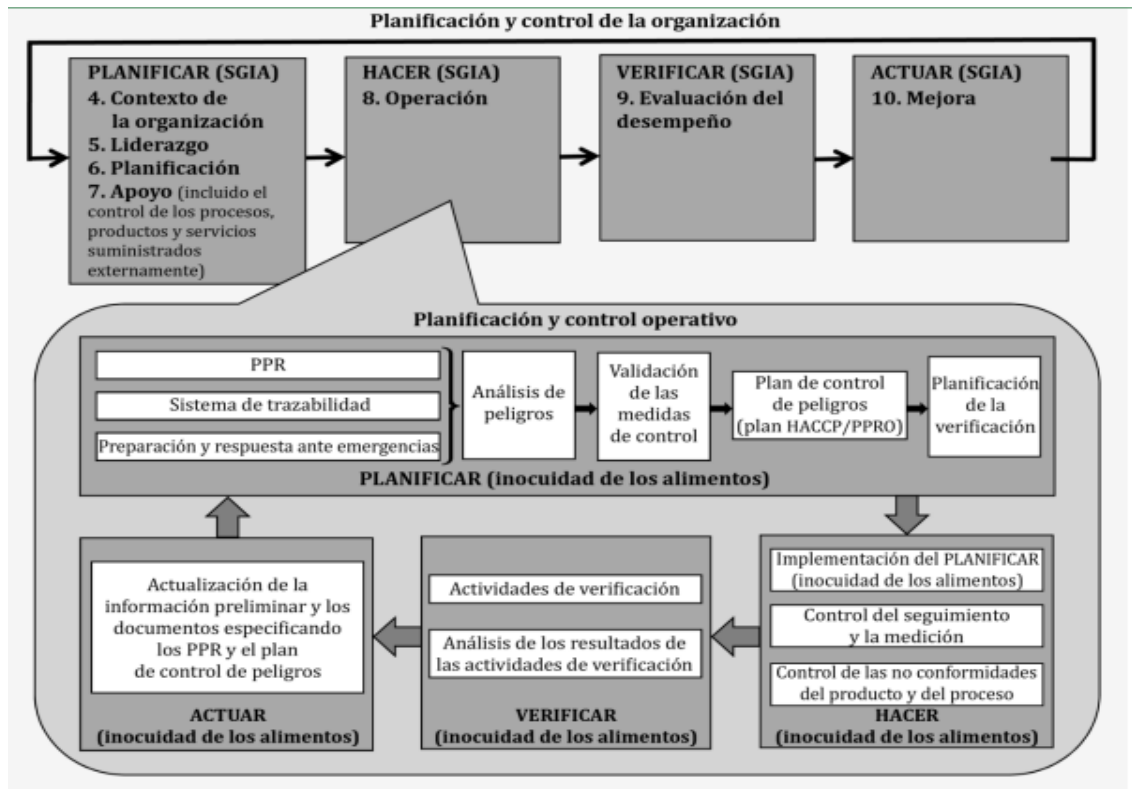 Planificación y control de la organización
PLANIFICAR (SGIA)
4. Contexto de
la organización
5. Liderazgo
6. Planificación
7. Apoyo (incluido el
control de los procesos,
productos y servicios
suministrados
externamente)
HACER (SGIA)
8. Operación
VERIFICAR (SGIA)
9. Evaluación del
desempeño
ACTUAR (SGIA)
10. Mejora
Planificación y control operativo
PPR
Sistema de trazabilidad
Preparación y respuesta ante emergencias
Análisis de
peligros
Validación
de las
medidas
de control
Plan de control
de peligros
(plan HACCP/PPRO)
Planificación
de la
verificación
PLANIFICAR (inocuidad de los alimentos)
Implementación del PLANIFICAR
(inocuidad de los alimentos)
Control del seguimiento
y la medición
Control de las no conformidades
del producto y del proceso
HACER
(inocuidad de los alimentos)
Actividades de verificación
Análisis de los resultados de
las actividades de verificación
VERIFICAR
(inocuidad de los alimentos)
Actualización de la
información preliminar y los
documentos especificando
los PPR y el plan
de control de peligros
ACTUAR
(inocuidad de los alimentos)